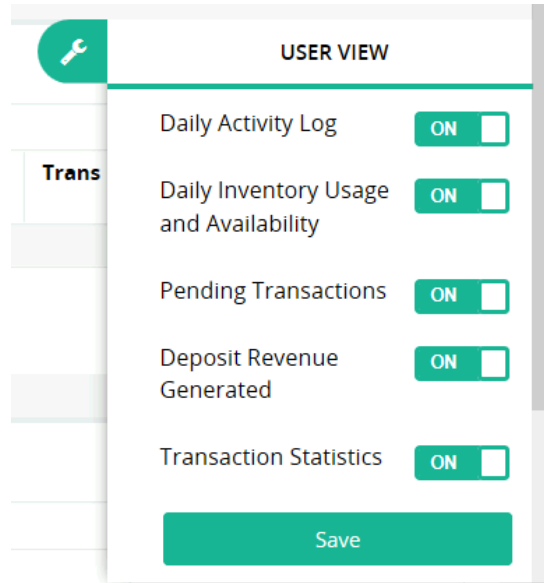 USER VIEW
Daily Activity Log
ON
Trans
Daily Inventory Usage
and Availability
ON
Pending Transactions
ON
Deposit Revenue
Generated
ON
Transaction Statistics
ON
Save